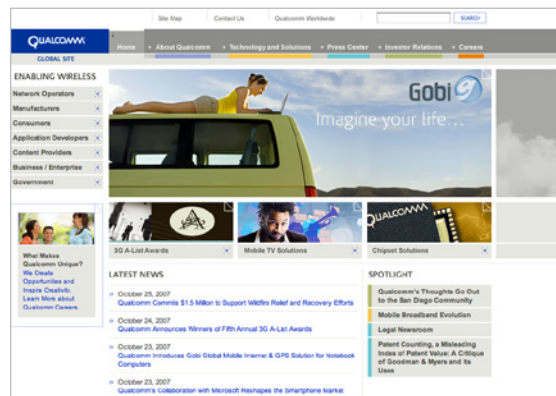 Site Map Contact Us Qualcomm Worldwide SEARCH
QUALCOMM
Home + About Qualcomm + Technology and Solutions + Press Center + Investor Relations + Careers
GLOBAL SITE
ENABLING WIRELESS
Network Operators
Manufacturers
Consumers
Application Developers
Content Providers
Business / Enterprise
Government
Gobi
Imagine your life...
What Makes
Qualcomm Unique?
We Create
Opportunities and
Inspire Creativity.
Learn More about
Qualcomm Careers
QUALCOMM
3G A-List Awards
Mobile TV Solutions
Chipset Solutions
LATEST NEWS
» October 25, 2007
Qualcomm Commits $1.5 Million to Support Wildfire Relief and Recovery Efforts
» October 24, 2007
Qualcomm Announces Winners of Fifth Annual 3G A-List Awards
» October 23, 2007
Qualcomm Introduces Gobi Global Mobile Internet & GPS Solution for Notebook
Computers
» October 23, 2007
Qualcomm's Collaboration with Microsoft Reshapes the Smartphone Market
SPOTLIGHT
Qualcomm's Thoughts Go Out
to the San Diego Community
Mobile Broadband Evolution
Legal Newsroom
Patent Counting, a Misleading
Index of Patent Value: A Critique
of Goodman & Myers and its
Uses